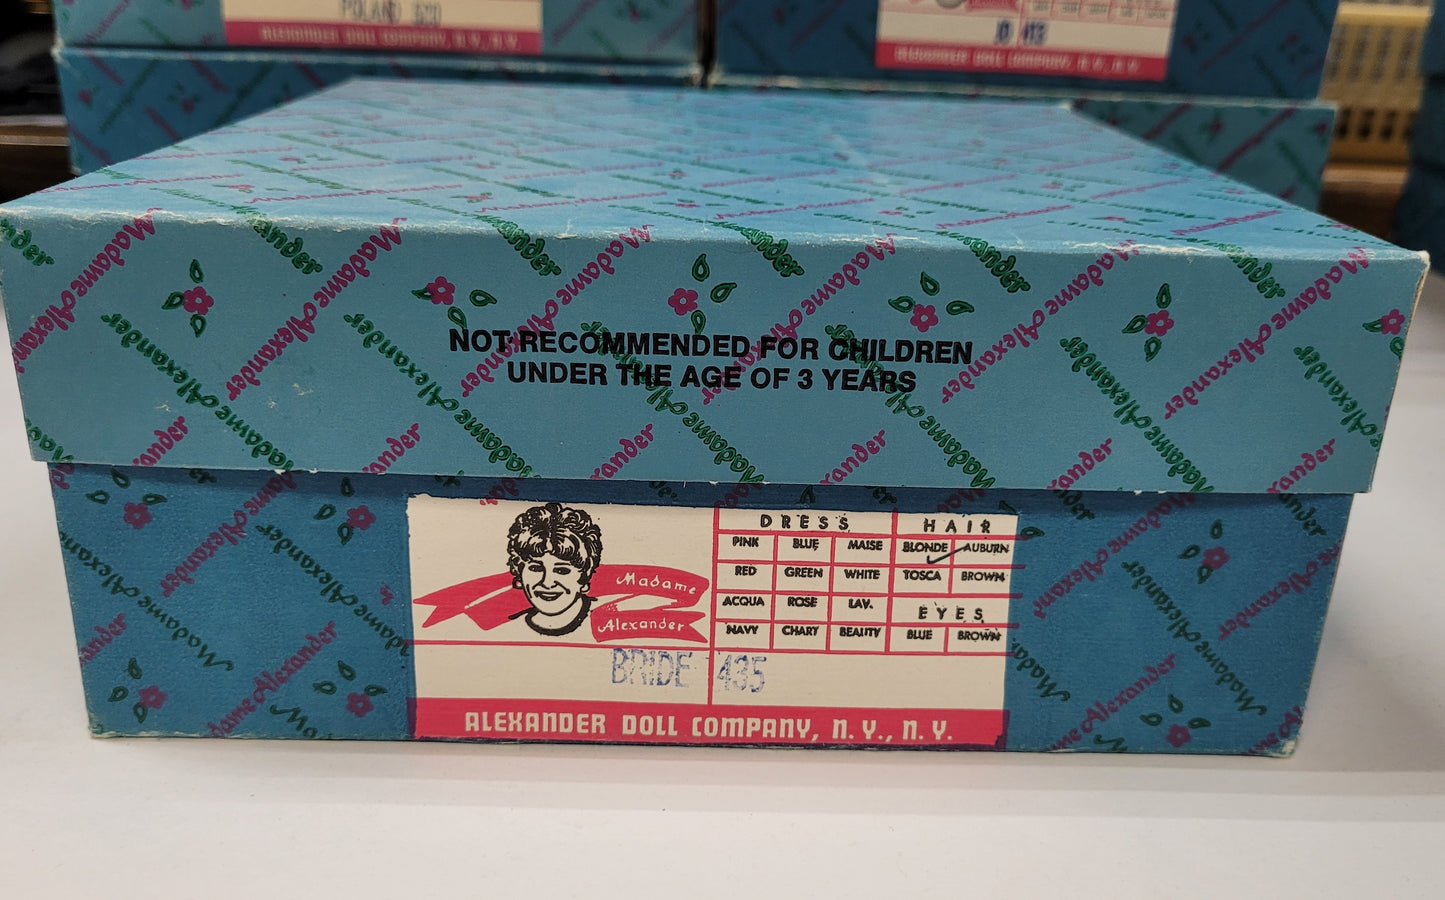 POLAND 520
ALEXANDER DOLL COMPANY, N.Y., N.Y.
ALEXANDER DOLL COMPANY, N.Y., N.Y.
Madame Alexander
NOT RECOMMENDED FOR CHILDREN
UNDER THE AGE OF 3 YEARS
Madame
Alexander
DRESS HAIR
PINK BLUE MAISE BLONDE AUBURN
RED GREEN WHITE TOSCA BROWN
ACQUA ROSE LAV. EYES
NAVY CHART BEAUTY BLUE BROWN
BRIDE 435
ALEXANDER DOLL COMPANY, N.Y., N.Y.